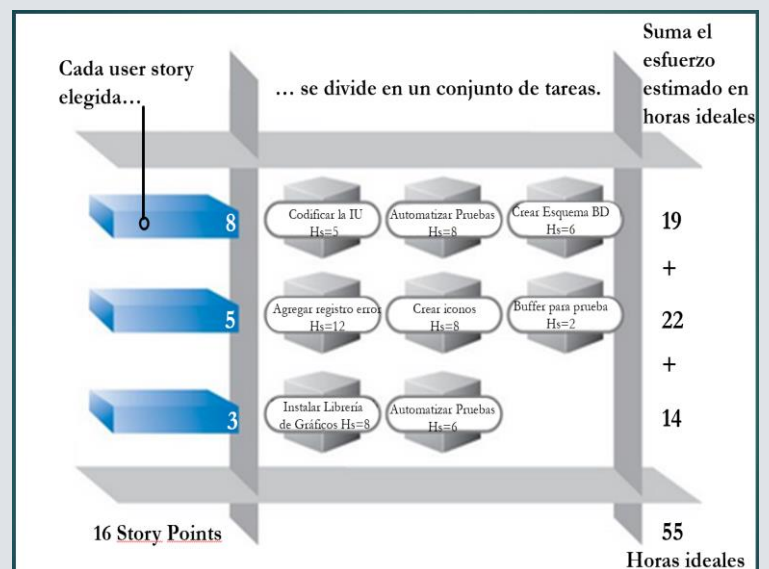 Cada user story
elegida…
… se divide en un conjunto de tareas.
Suma el
esfuerzo
estimado en
horas ideales
8
Codificar la IU
Hs=5
Automatizar Pruebas
Hs=8
Crear Esquema BD
Hs=6
19
+
5
Agregar registro error
Hs=12
Crear iconos
Hs=8
Buffer para prueba
Hs=2
22
+
3
Instalar Librería
de Gráficos Hs=8
Automatizar Pruebas
Hs=6
14
16 Story Points
55
Horas ideales